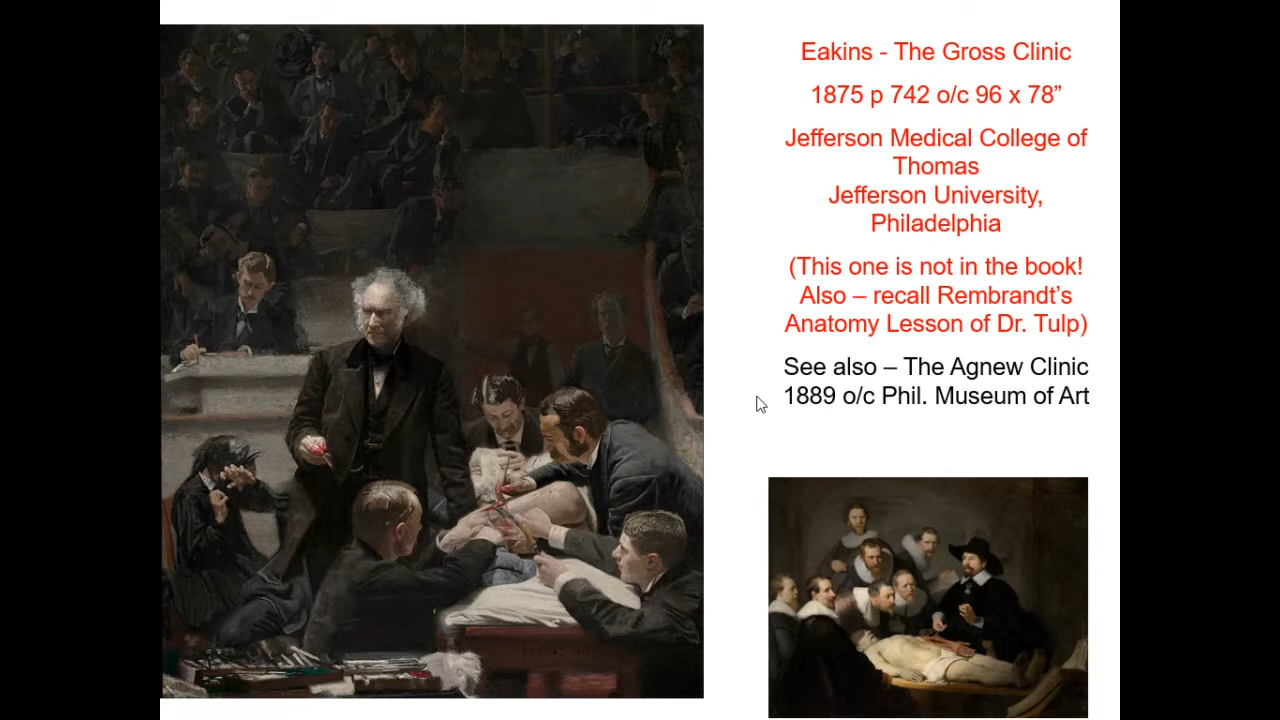 Eakins - The Gross Clinic
1875 p 742 o/c 96 x 78”
Jefferson Medical College of
Thomas
Jefferson University,
Philadelphia
(This one is not in the book!
Also – recall Rembrandt’s
Anatomy Lesson of Dr. Tulp)
See also – The Agnew Clinic
1889 o/c Phil. Museum of Art